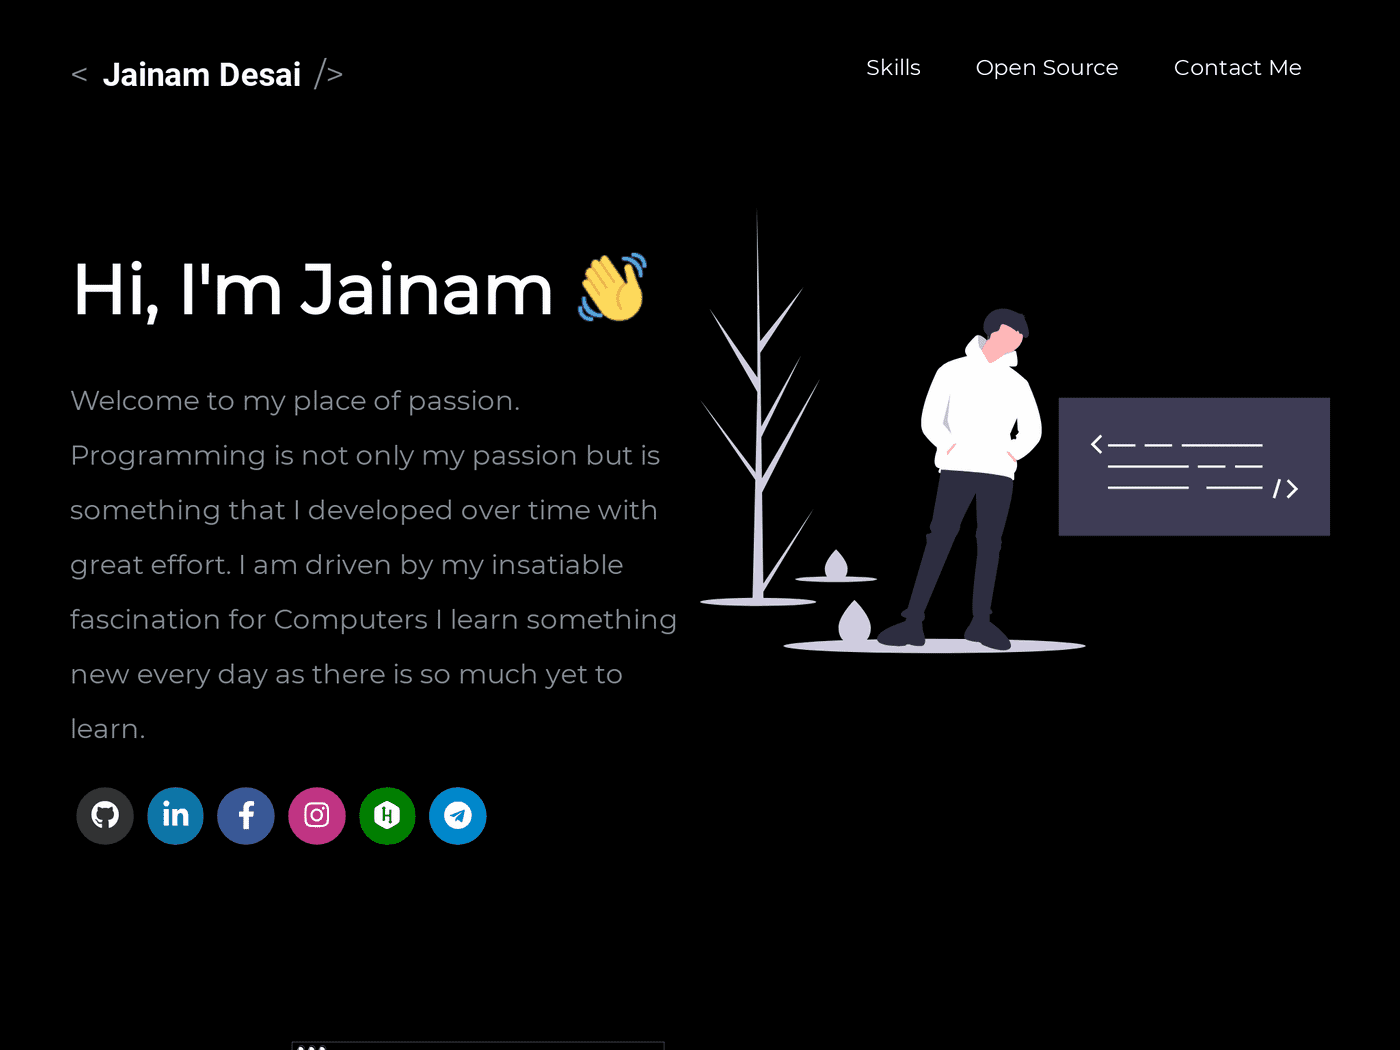 < Jainam Desai />
Skills
Open Source
Contact Me
Hi, I'm Jainam 👋
Welcome to my place of passion.
Programming is not only my passion but is
something that I developed over time with
great effort. I am driven by my insatiable
fascination for Computers I learn something
new every day as there is so much yet to
learn.